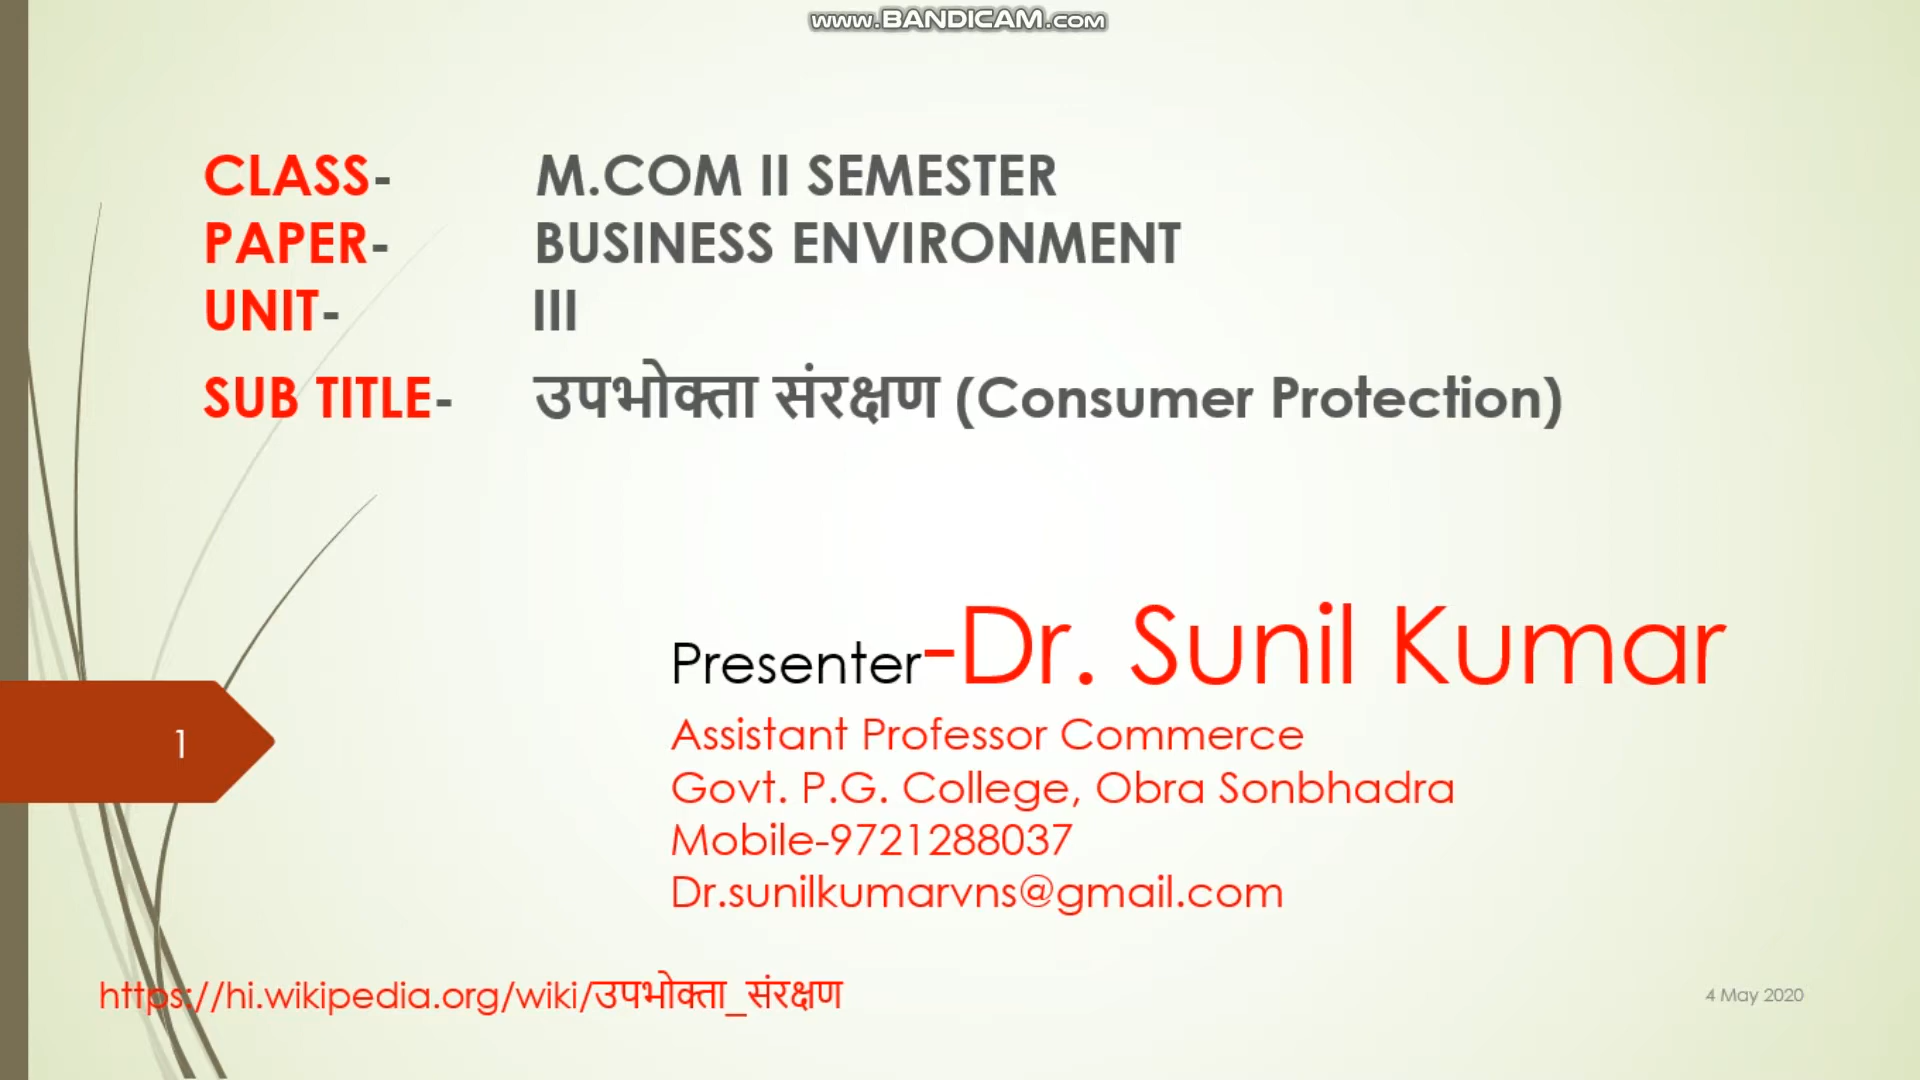 www.BANDICAM.com
CLASS- M.COM II SEMESTER
PAPER- BUSINESS ENVIRONMENT
UNIT- III
SUB TITLE- उपभोक्ता संरक्षण (Consumer Protection)
Presenter-Dr. Sunil Kumar
Assistant Professor Commerce
Govt. P.G. College, Obra Sonbhadra
Mobile-9721288037
Dr.sunilkumarvns@gmail.com
1
https://hi.wikipedia.org/wiki/उपभोक्ता_संरक्षण
4 May 2020